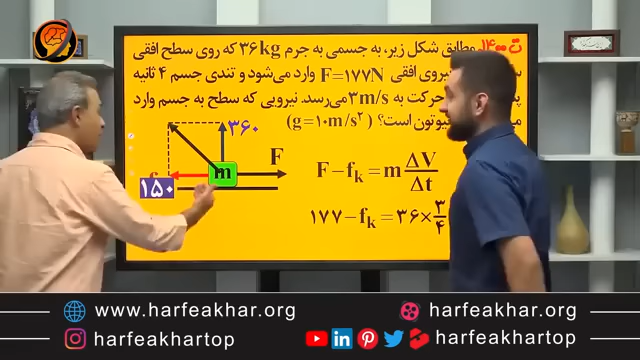 ت ۱۴۰۰ مطابق شکل زیر، به جسمی به جرم ۳۶kg که روی سطح افقی
نیروی افقی F=۱۷۷N وارد می‌شود و تندی جسم ۴ ثانیه
حرکت به ۳m/s می‌رسد. نیرویی که سطح به جسم وارد
نیوتون است؟ (g=۱۰m/s²)
۳۶۰
F
m
۱۵۰
F-fk = m ΔV/Δt
۱۷۷-fk = ۳۶×۳/۴
www.harfeakhar.org
harfeakhar.org
harfeakhartop
harfeakhartop